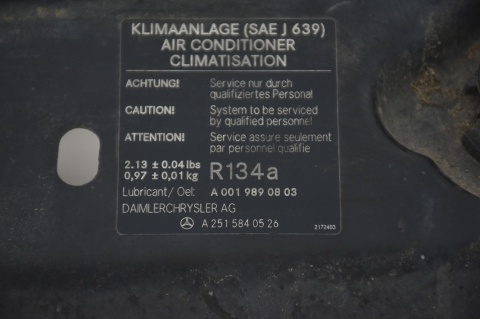 KLIMAANLAGE (SAE J 639)
AIR CONDITIONER
CLIMATISATION
ACHTUNG! Service nur durch
qualifiziertes Personal
CAUTION! System to be serviced
by qualified personnel
ATTENTION! Service assure seulement
par personnel qualifie
2.13 ± 0.04 lbs
0,97 ± 0,01 kg R134a
Lubricant/Oel: A 001 989 08 03
DAIMLERCHRYSLER AG
A 251 584 05 26 2172403